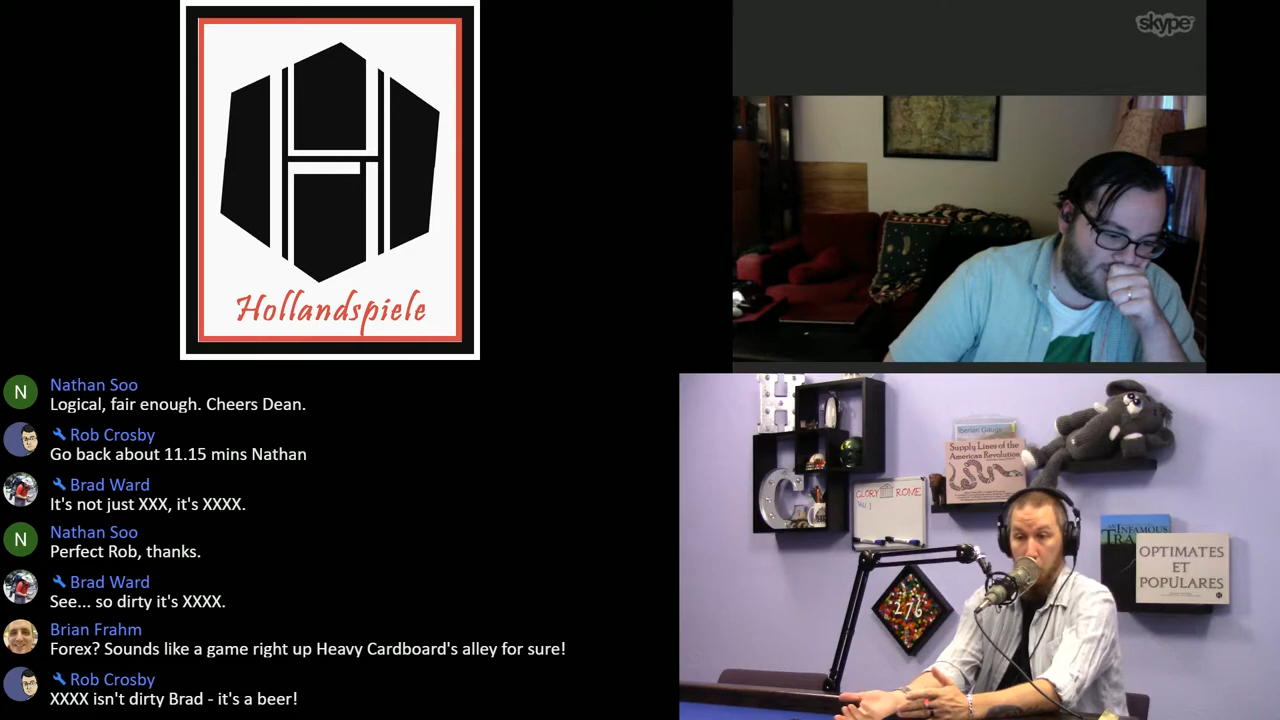 skype
Hollandspiele
N
Nathan Soo
Logical, fair enough. Cheers Dean.
Rob Crosby
Go back about 11.15 mins Nathan
Brad Ward
It's not just XXX, it's XXXX.
N
Nathan Soo
Perfect Rob, thanks.
Brad Ward
See... so dirty it's XXXX.
Brian Frahm
Forex? Sounds like a game right up Heavy Cardboard's alley for sure!
Rob Crosby
XXXX isn't dirty Brad - it's a beer!
H
C
Iberian Gauge
Supply Lines of the
American Revolution
GLORY ROME
AN INFAMOUS
OPTIMATES
ET
POPULARES
276